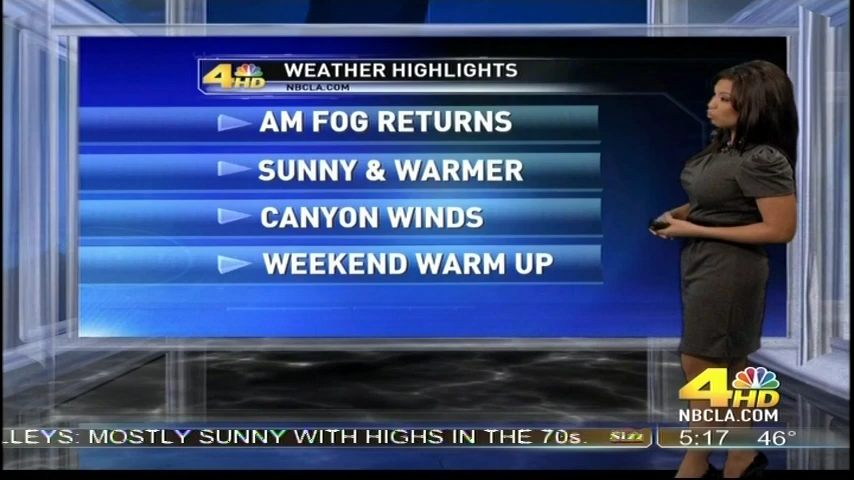 4HD WEATHER HIGHLIGHTS
NBCLA.COM
AM FOG RETURNS
SUNNY & WARMER
CANYON WINDS
WEEKEND WARM UP
4HD
NBCLA.COM
LLEYS: MOSTLY SUNNY WITH HIGHS IN THE 70s. 5:17 46°